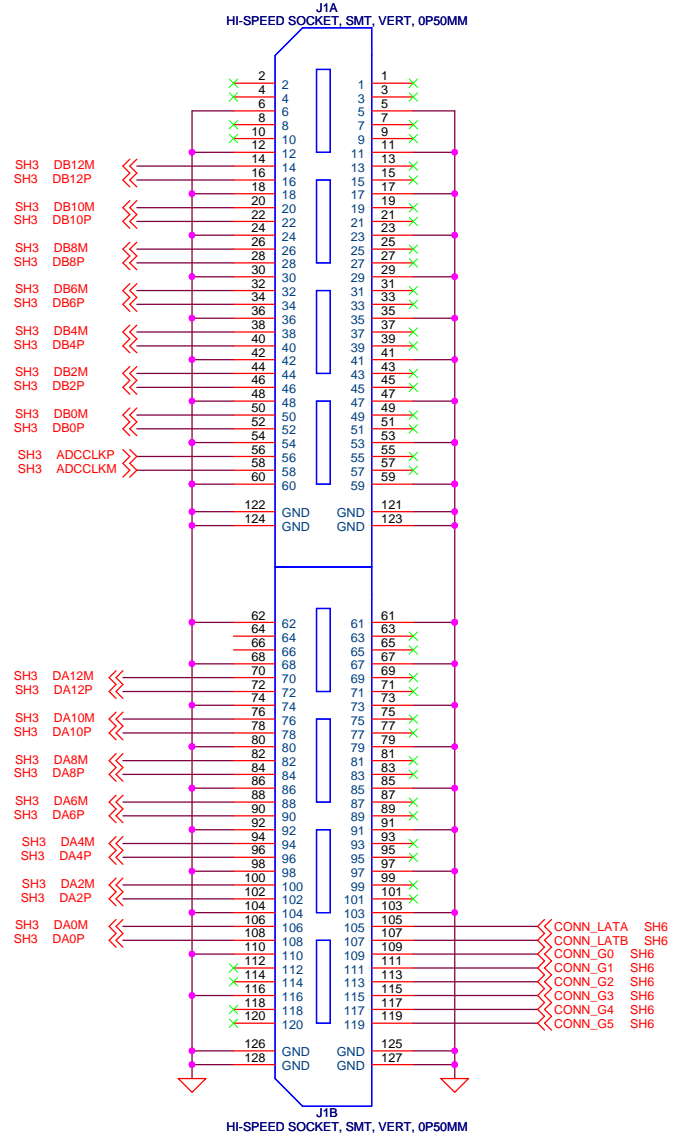 J1A
HI-SPEED SOCKET, SMT, VERT, 0P50MM
2 2 1 1
4 4 3 3
6 6 5 5
8 8 7 7
10 10 9 9
12 12 11 11
SH3 DB12M 14 14 13 13
SH3 DB12P 16 16 15 15
18 18 17 17
SH3 DB10M 20 20 19 19
SH3 DB10P 22 22 21 21
24 24 23 23
SH3 DB8M 26 26 25 25
SH3 DB8P 28 28 27 27
30 30 29 29
SH3 DB6M 32 32 31 31
SH3 DB6P 34 34 33 33
36 36 35 35
SH3 DB4M 38 38 37 37
SH3 DB4P 40 40 39 39
42 42 41 41
SH3 DB2M 44 44 43 43
SH3 DB2P 46 46 45 45
48 48 47 47
SH3 DB0M 50 50 49 49
SH3 DB0P 52 52 51 51
54 54 53 53
SH3 ADCCLKP 56 56 55 55
SH3 ADCCLKM 58 58 57 57
60 60 59 59
122 GND GND 121
124 GND GND 123
62 62 61 61
64 64 63 63
66 66 65 65
68 68 67 67
SH3 DA12M 70 70 69 69
SH3 DA12P 72 72 71 71
74 74 73 73
SH3 DA10M 76 76 75 75
SH3 DA10P 78 78 77 77
80 80 79 79
SH3 DA8M 82 82 81 81
SH3 DA8P 84 84 83 83
86 86 85 85
SH3 DA6M 88 88 87 87
SH3 DA6P 90 90 89 89
92 92 91 91
SH3 DA4M 94 94 93 93
SH3 DA4P 96 96 95 95
98 98 97 97
SH3 DA2M 100 100 99 99
SH3 DA2P 102 102 101 101
104 104 103 103
SH3 DA0M 106 106 105 105 CONN_LATA SH6
SH3 DA0P 108 108 107 107 CONN_LATB SH6
110 110 109 109 CONN_G0 SH6
112 112 111 111 CONN_G1 SH6
114 114 113 113 CONN_G2 SH6
116 116 115 115 CONN_G3 SH6
118 118 117 117 CONN_G4 SH6
120 120 119 119 CONN_G5 SH6
126 GND GND 125
128 GND GND 127
J1B
HI-SPEED SOCKET, SMT, VERT, 0P50MM